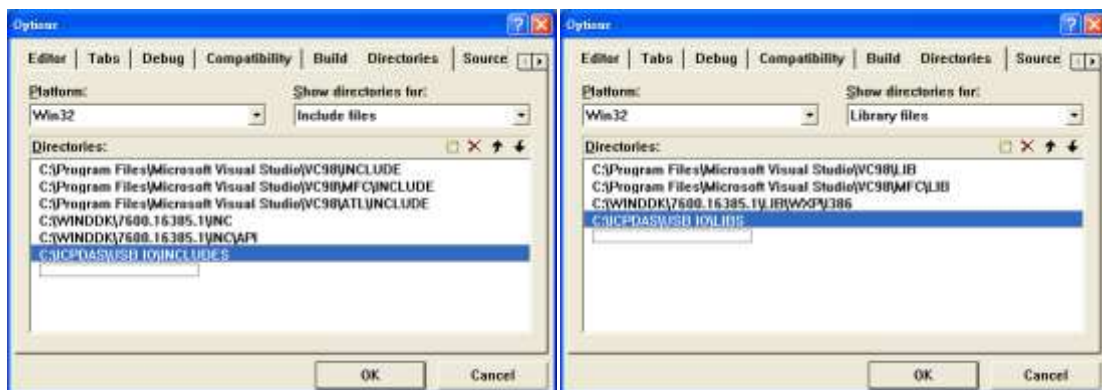 Options
Editor Tabs Debug Compatibility Build Directories Source
Platform: Show directories for:
Win32 Include files
Directories:
C:\Program Files\Microsoft Visual Studio\VC98\INCLUDE
C:\Program Files\Microsoft Visual Studio\VC98\MFC\INCLUDE
C:\Program Files\Microsoft Visual Studio\VC98\ATL\INCLUDE
C:\WINDDK\7600.16385.1\INC
C:\WINDDK\7600.16385.1\INC\API
C:\ICPDAS\USB IO\INCLUDES
OK Cancel
Options
Editor Tabs Debug Compatibility Build Directories Source
Platform: Show directories for:
Win32 Library files
Directories:
C:\Program Files\Microsoft Visual Studio\VC98\LIB
C:\Program Files\Microsoft Visual Studio\VC98\MFC\LIB
C:\WINDDK\7600.16385.1\LIB\WXP\I386
C:\ICPDAS\USB IO\LIBS
OK Cancel